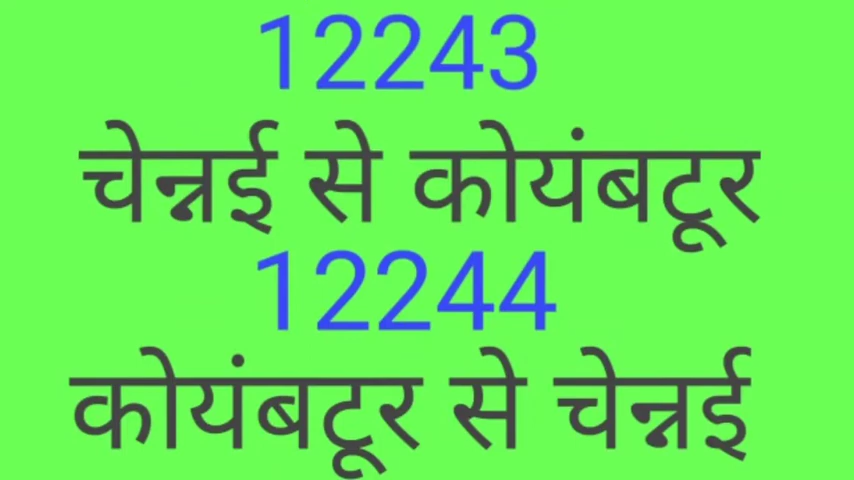 12243
चेन्नई से कोयंबटूर
12244
कोयंबटूर से चेन्नई